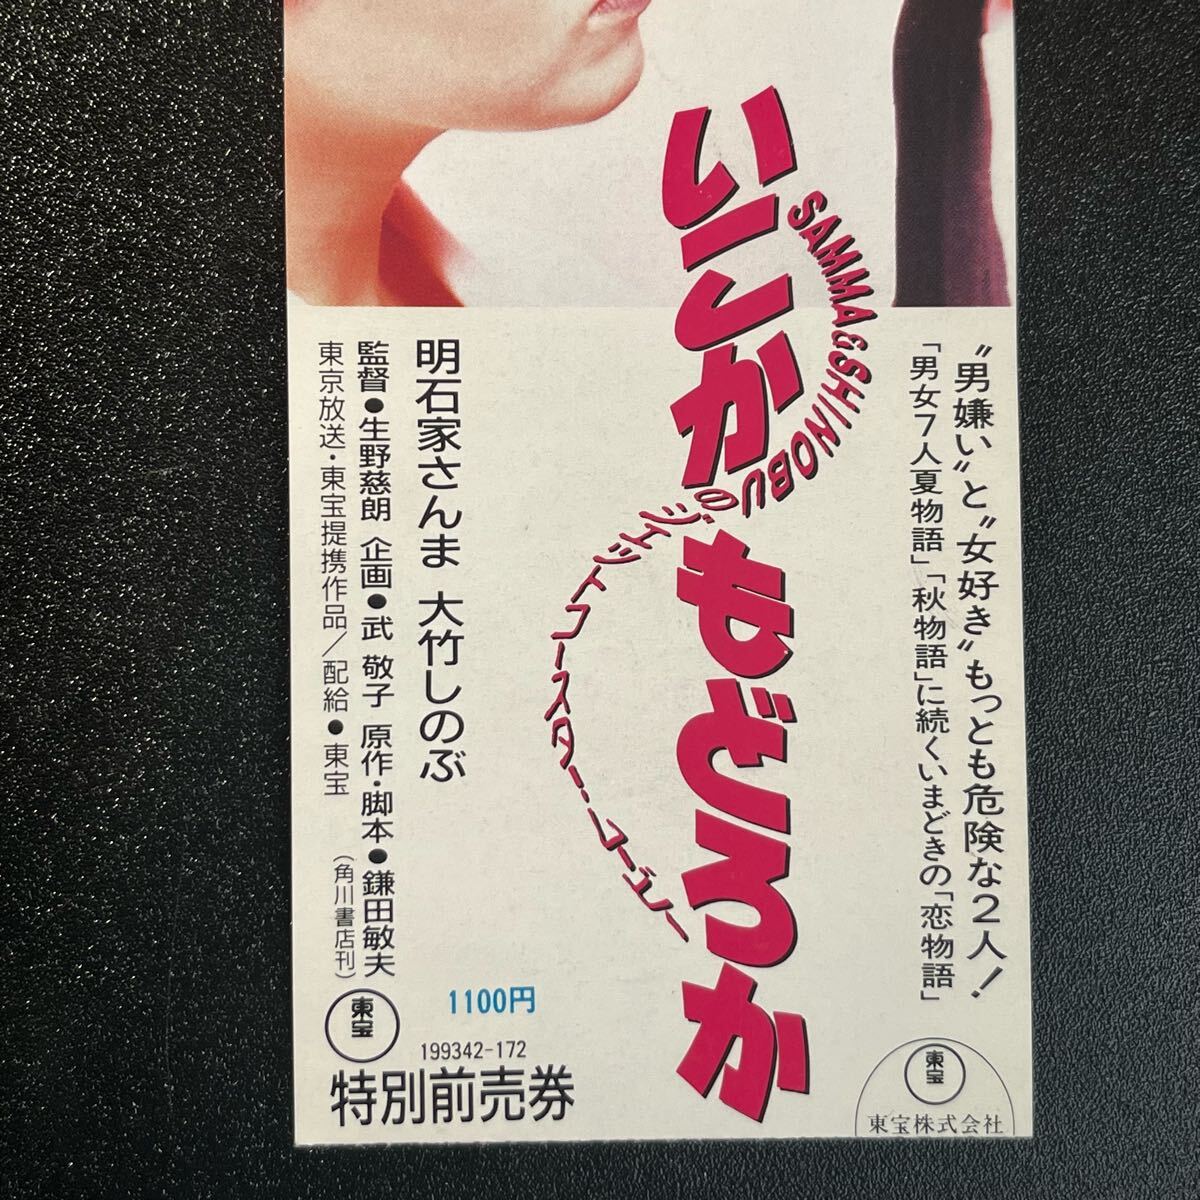 〝男嫌い〟と〝女好き〟もっとも危険な2人!
「男女7人夏物語」「秋物語」に続くいまどきの「恋物語」
いこかもどろか
SAMMA&SHINOBUのジェットコースター・ムーヴィー
明石家さんま 大竹しのぶ
監督●生野慈朗 企画●武 敬子 原作・脚本●鎌田敏夫(角川書店刊)
東京放送・東宝提携作品/配給●東宝
1100円
東宝
199342-172
特別前売券
東宝
東宝株式会社